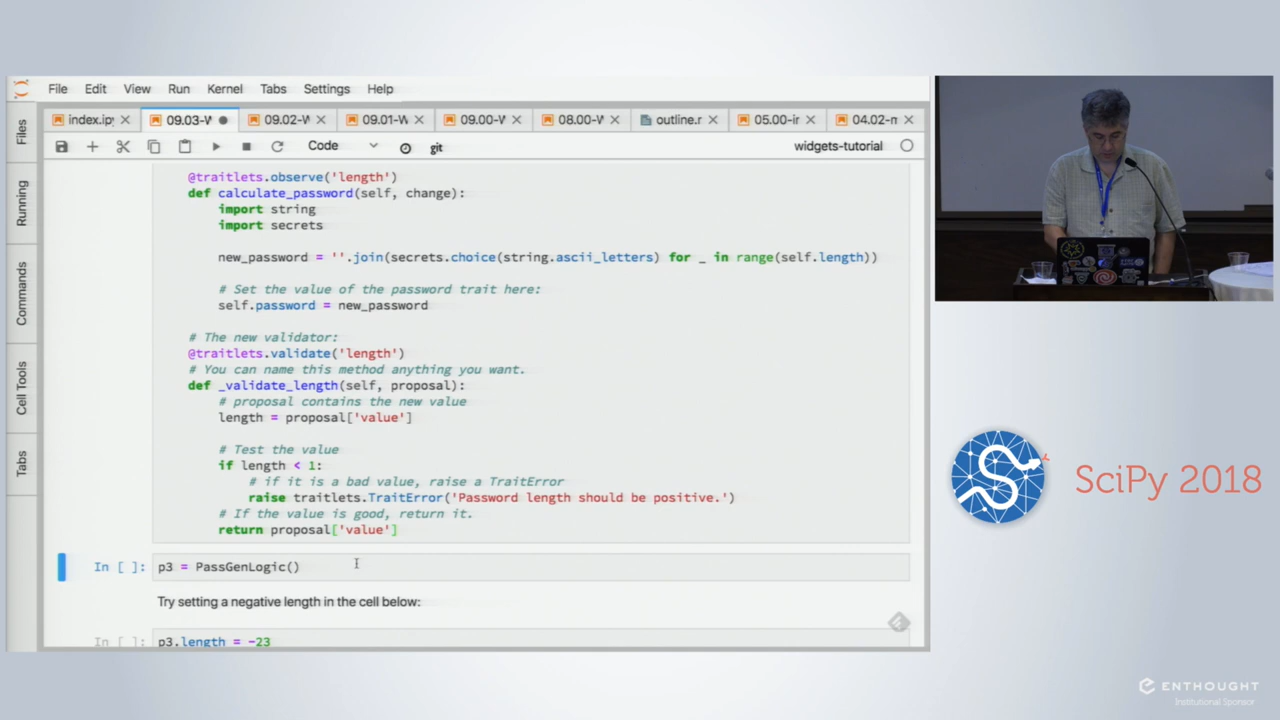 File Edit View Run Kernel Tabs Settings Help
index.ipy 09.03-W 09.02-W 09.01-W 09.00-W 08.00-W outline.r 05.00-ir 04.02-m
Code git widgets-tutorial
Files
Running
Commands
Cell Tools
Tabs
@traitlets.observe('length')
def calculate_password(self, change):
import string
import secrets
new_password = ''.join(secrets.choice(string.ascii_letters) for _ in range(self.length))
# Set the value of the password trait here:
self.password = new_password
# The new validator:
@traitlets.validate('length')
# You can name this method anything you want.
def _validate_length(self, proposal):
# proposal contains the new value
length = proposal['value']
# Test the value
if length < 1:
# if it is a bad value, raise a TraitError
raise traitlets.TraitError('Password length should be positive.')
# If the value is good, return it.
return proposal['value']
In [ ]: p3 = PassGenLogic()
Try setting a negative length in the cell below:
In [ ]: p3.length = -23
SciPy 2018
ENTHOUGHT
Institutional Sponsor